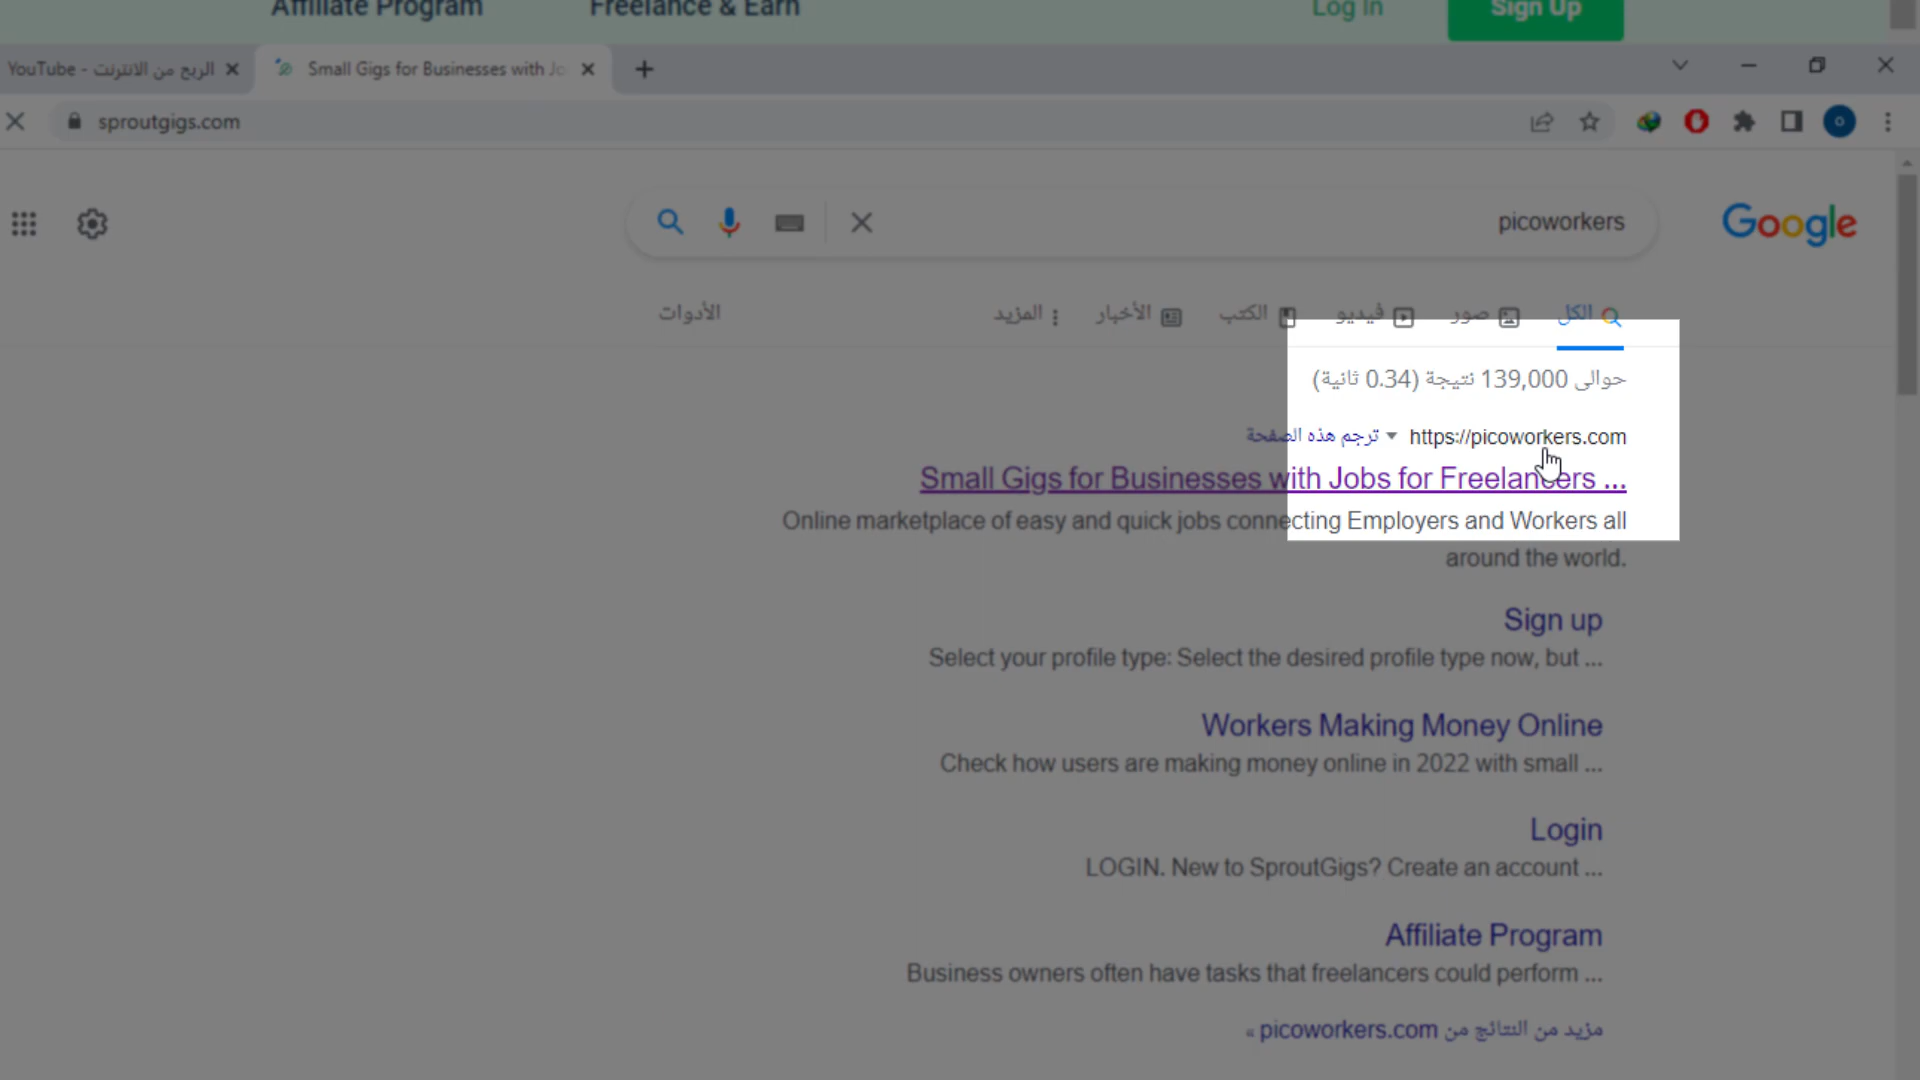 Affiliate Program
Freelance & Earn
Log In
Sign Up
YouTube - الربح من الانترنت
Small Gigs for Businesses with Jo
sproutgigs.com
picoworkers
Google
الكل
صور
فيديو
الكتب
الأخبار
المزيد
الأدوات
حوالى 139,000 نتيجة (0.34 ثانية)
https://picoworkers.com ترجم هذه الصفحة
Small Gigs for Businesses with Jobs for Freelancers ...
Online marketplace of easy and quick jobs connecting Employers and Workers all
around the world.
Sign up
Select your profile type: Select the desired profile type now, but ...
Workers Making Money Online
Check how users are making money online in 2022 with small ...
Login
LOGIN. New to SproutGigs? Create an account ...
Affiliate Program
Business owners often have tasks that freelancers could perform ...
مزيد من النتائج من picoworkers.com »